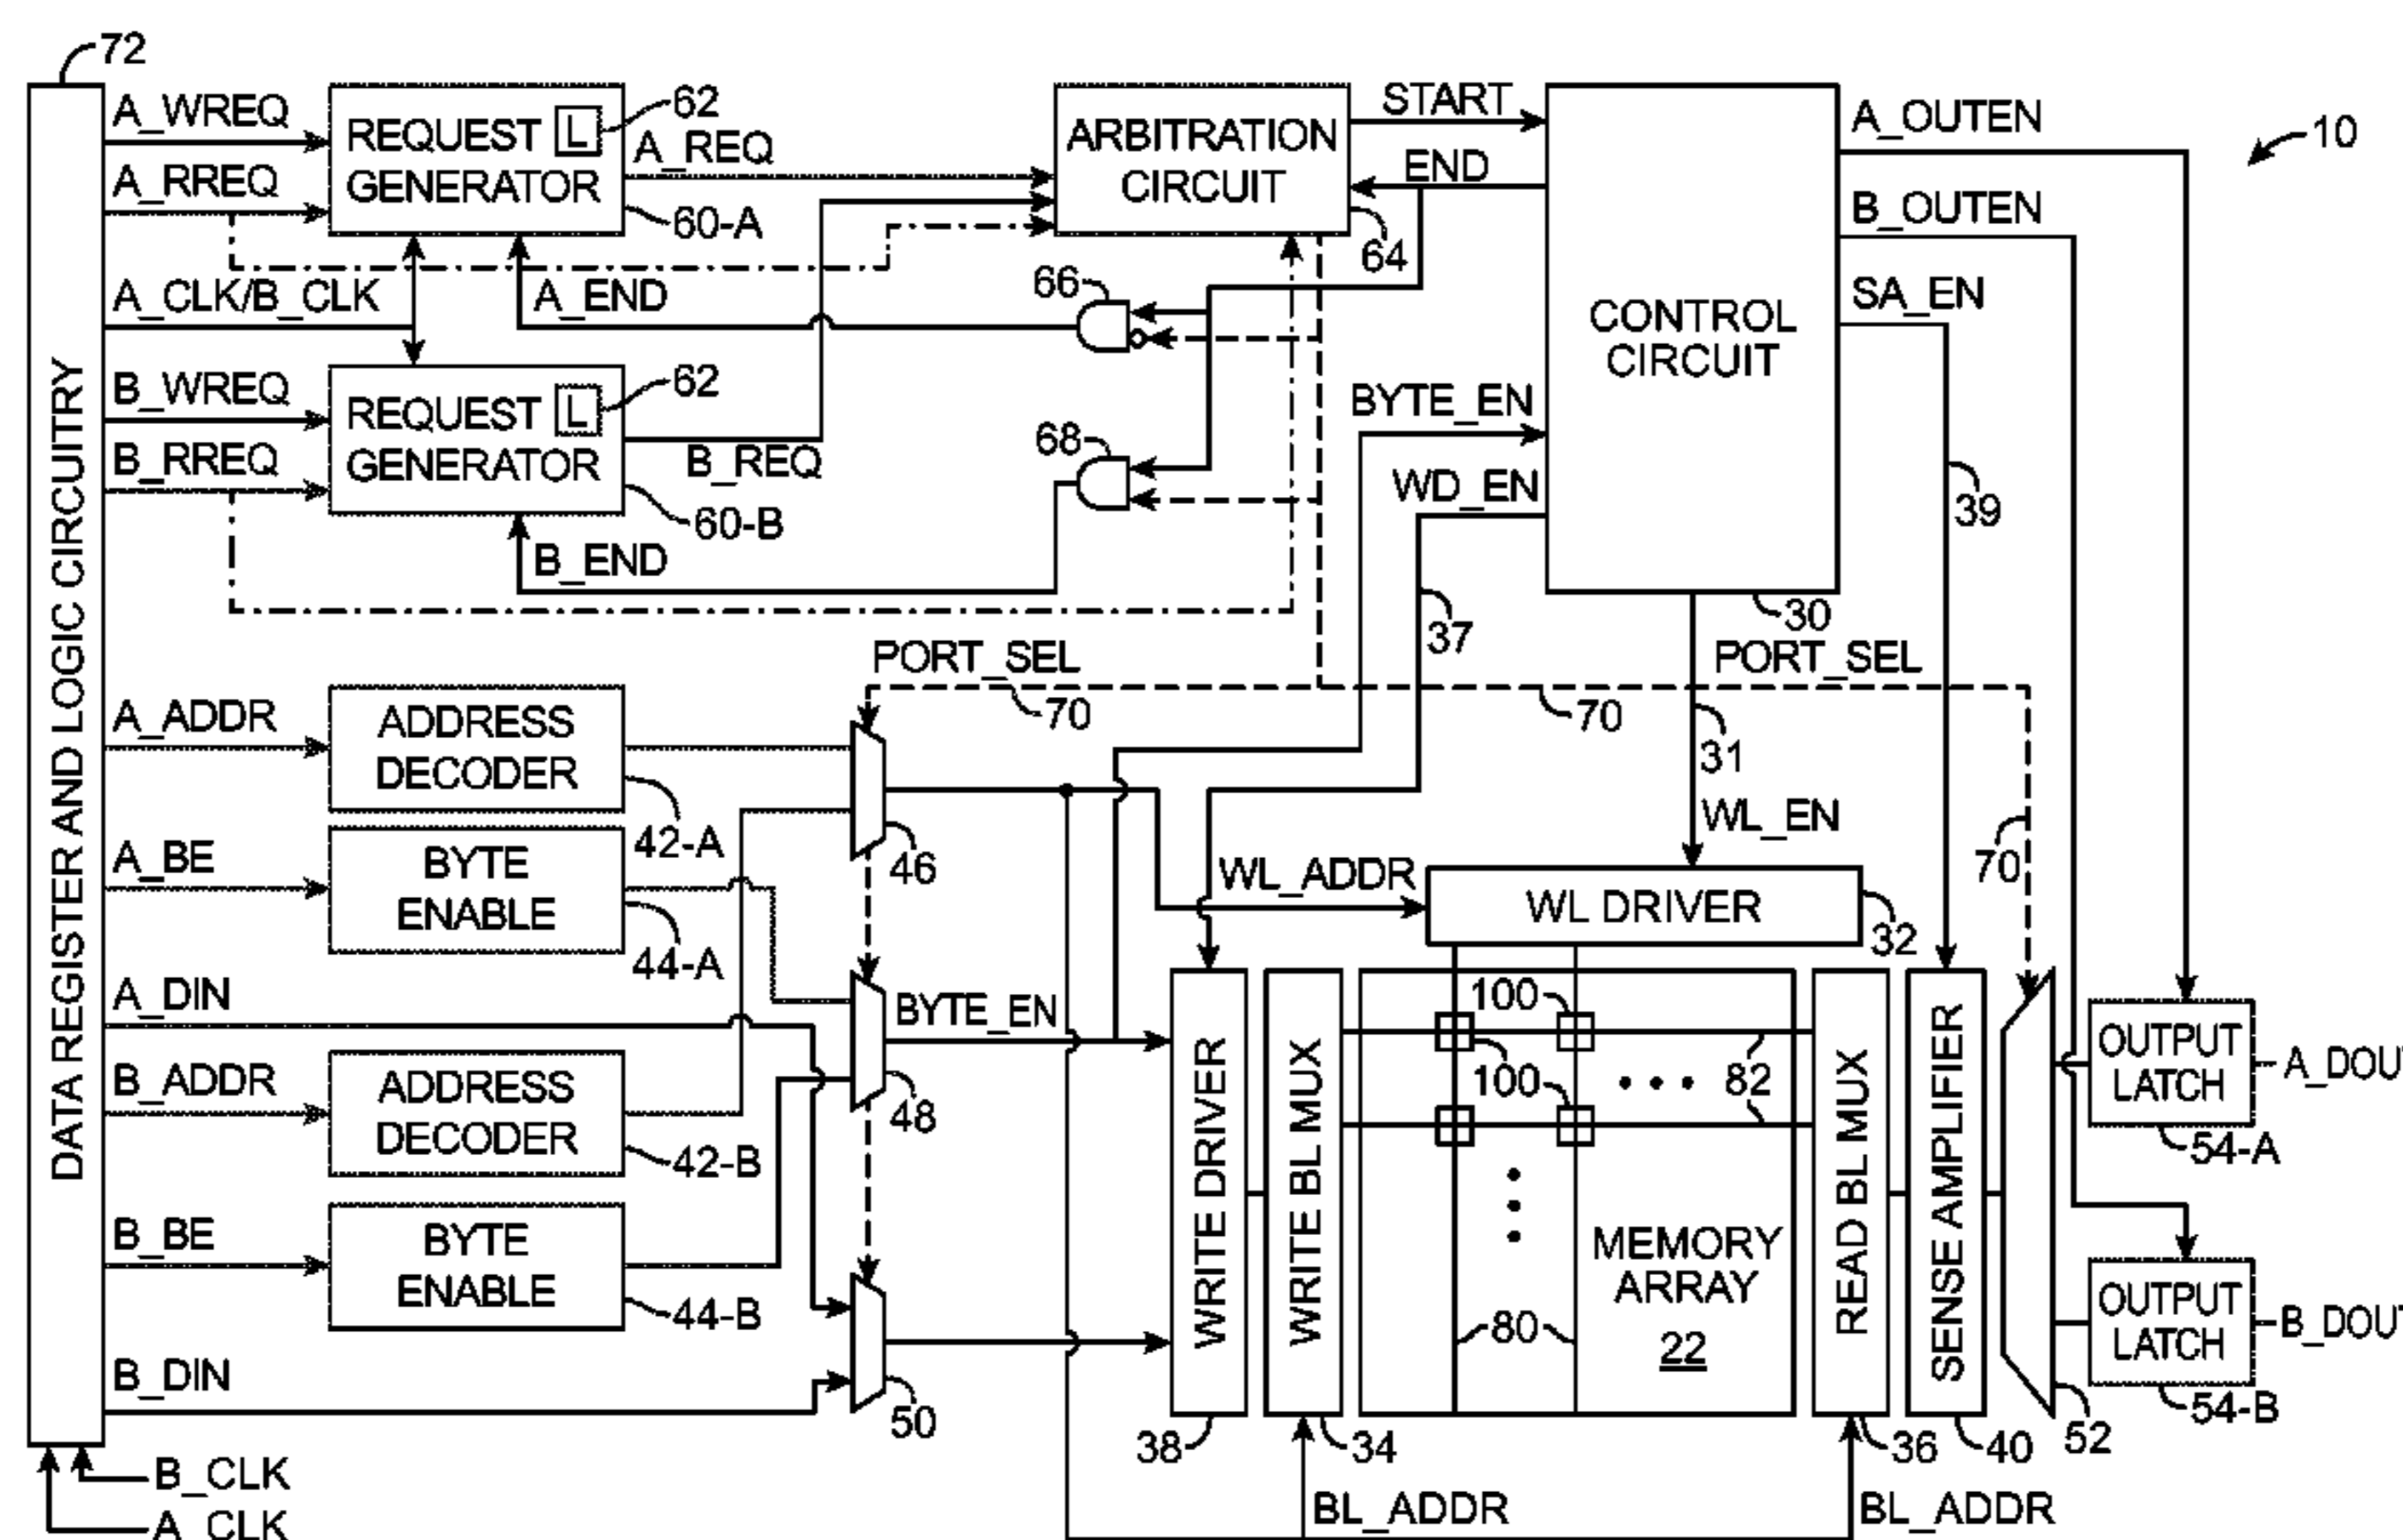 72
DATA REGISTER AND LOGIC CIRCUITRY
A_WREQ
A_RREQ
A_CLK/B_CLK
B_WREQ
B_RREQ
A_ADDR
A_BE
A_DIN
B_ADDR
B_BE
B_DIN
B_CLK
A_CLK
REQUEST L
GENERATOR
62
60-A
A_REQ
A_END
REQUEST L
GENERATOR
62
60-B
B_REQ
B_END
ARBITRATION
CIRCUIT
64
START
END
66
68
CONTROL
CIRCUIT
30
A_OUTEN
B_OUTEN
SA_EN
10
BYTE_EN
WD_EN
37
39
PORT_SEL
70
PORT_SEL
70
31
WL_EN
70
ADDRESS
DECODER
42-A
BYTE
ENABLE
44-A
ADDRESS
DECODER
42-B
BYTE
ENABLE
44-B
46
48
50
BYTE_EN
WL_ADDR
WL DRIVER
32
WRITE DRIVER
38
WRITE BL MUX
34
100
100
100
82
80
MEMORY
ARRAY
22
READ BL MUX
36
SENSE AMPLIFIER
40
52
OUTPUT
LATCH
54-A
A_DOUT
OUTPUT
LATCH
54-B
B_DOUT
BL_ADDR
BL_ADDR